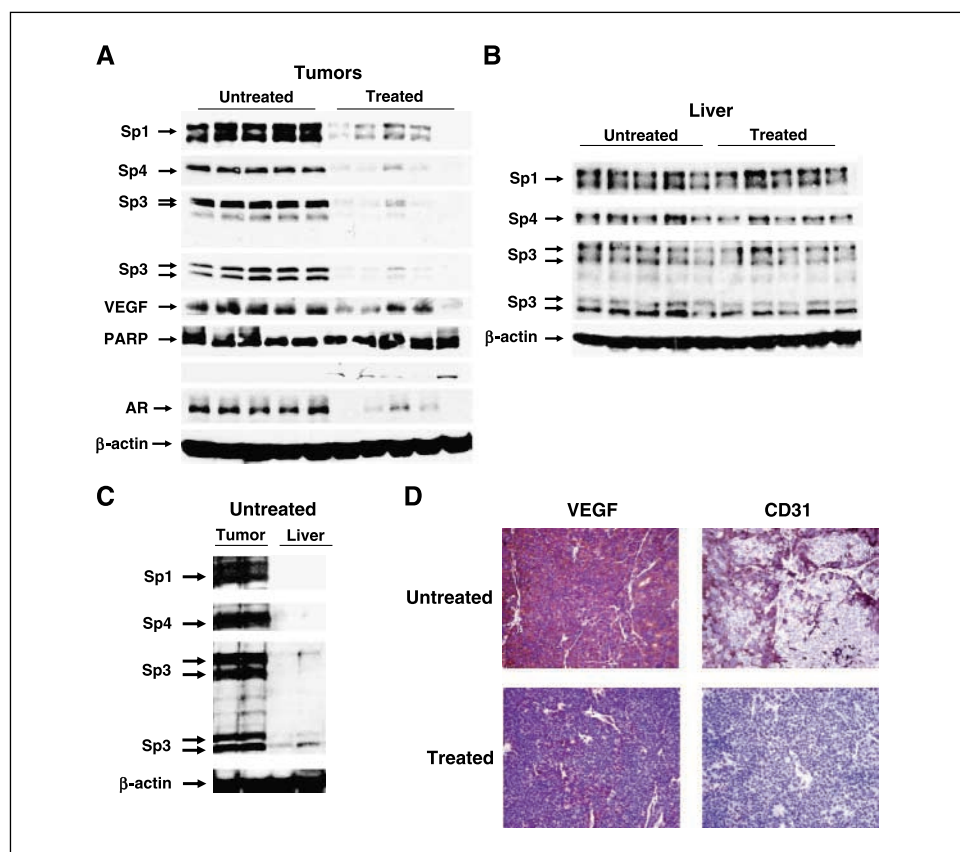 A
Tumors
Untreated Treated
Sp1
Sp4
Sp3
Sp3
VEGF
PARP
AR
β-actin
B
Liver
Untreated Treated
Sp1
Sp4
Sp3
Sp3
β-actin
C
Untreated
Tumor Liver
Sp1
Sp4
Sp3
Sp3
β-actin
D
VEGF CD31
Untreated
Treated